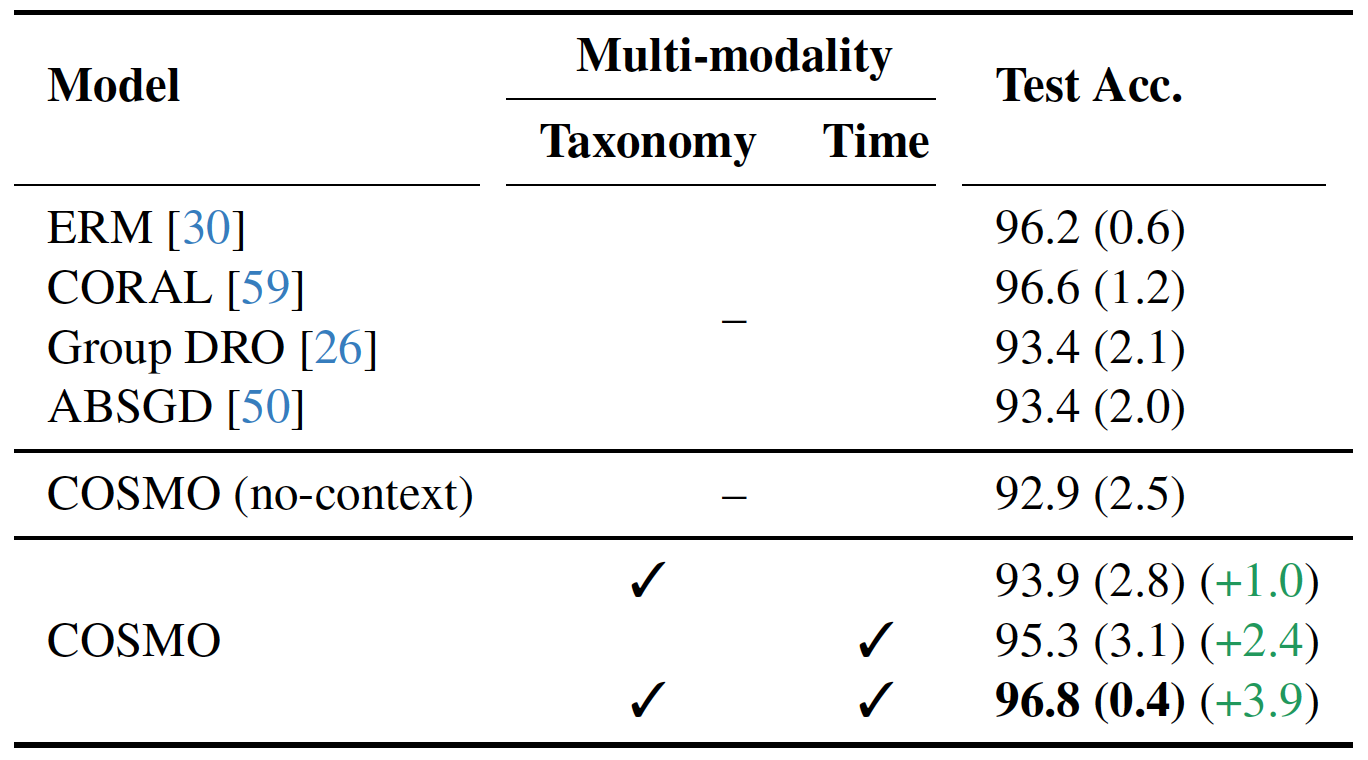 Model Multi-modality Test Acc.
Taxonomy Time
ERM [30] 96.2 (0.6)
CORAL [59] 96.6 (1.2)
–
Group DRO [26] 93.4 (2.1)
ABSGD [50] 93.4 (2.0)
COSMO (no-context) – 92.9 (2.5)
✓ 93.9 (2.8) (+1.0)
COSMO ✓ 95.3 (3.1) (+2.4)
✓ ✓ 96.8 (0.4) (+3.9)